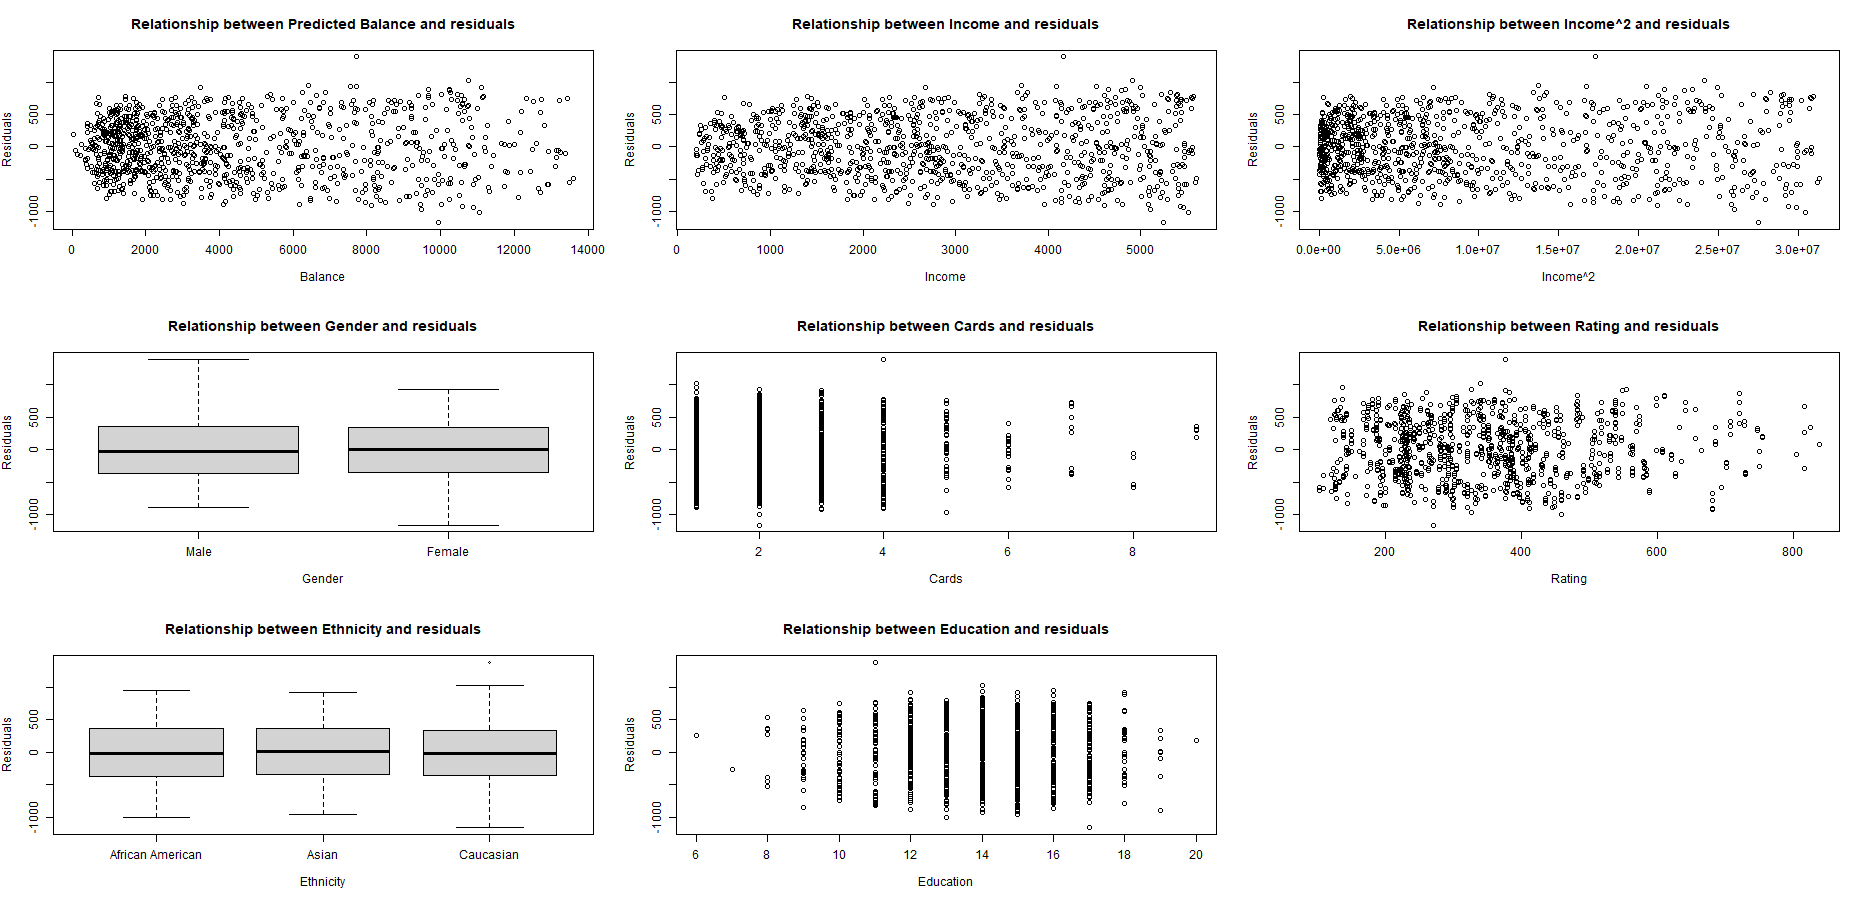 Relationship between Predicted Balance and residuals
Residuals
-1000 0 500
0 2000 4000 6000 8000 10000 12000 14000
Balance
Relationship between Income and residuals
Residuals
-1000 0 500
0 1000 2000 3000 4000 5000
Income
Relationship between Income^2 and residuals
Residuals
-1000 0 500
0.0e+00 5.0e+06 1.0e+07 1.5e+07 2.0e+07 2.5e+07 3.0e+07
Income^2
Relationship between Gender and residuals
Residuals
-1000 0 500
Male Female
Gender
Relationship between Cards and residuals
Residuals
-1000 0 500
2 4 6 8
Cards
Relationship between Rating and residuals
Residuals
-1000 0 500
200 400 600 800
Rating
Relationship between Ethnicity and residuals
Residuals
-1000 0 500
African American Asian Caucasian
Ethnicity
Relationship between Education and residuals
Residuals
-1000 0 500
6 8 10 12 14 16 18 20
Education